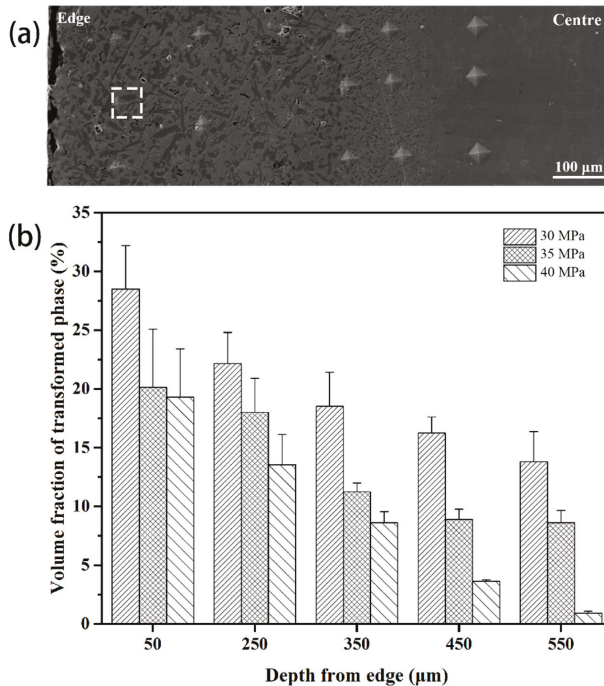 (a)
Edge
Centre
100 µm
(b)
Volume fraction of transformed phase (%)
35
30
25
20
15
10
5
0
30 MPa
35 MPa
40 MPa
50 250 350 450 550
Depth from edge (µm)